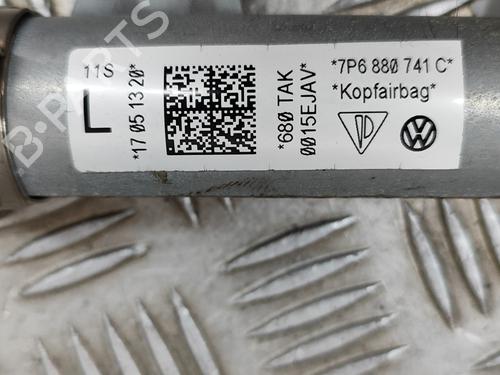 11S
L
*17 05 13 20*
*680 TAK
0015EJAV*
*7P6 880 741 C*
*Kopfairbag*
B-PARTS